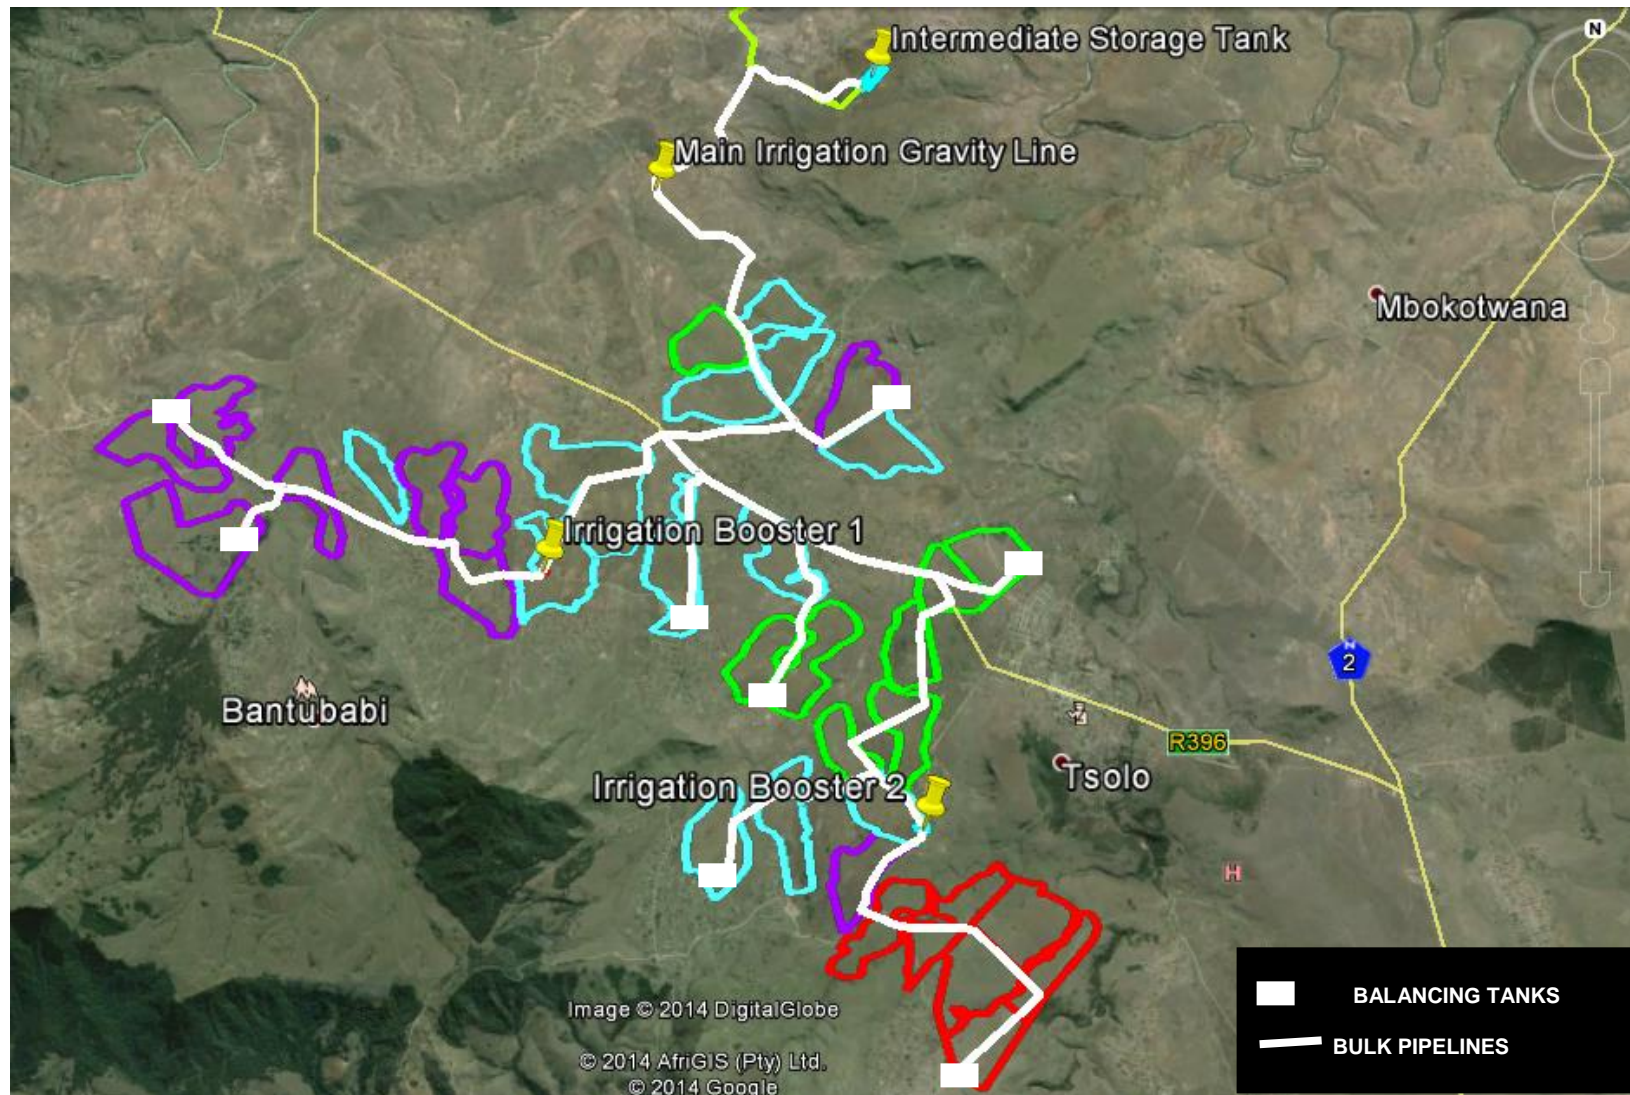 Intermediate Storage Tank
N
Main Irrigation Gravity Line
Mbokotwana
Irrigation Booster 1
N
2
Bantubabi
R396
Irrigation Booster 2
Tsolo
H
Image © 2014 DigitalGlobe
© 2014 AfriGIS (Pty) Ltd.
© 2014 Google
BALANCING TANKS
BULK PIPELINES